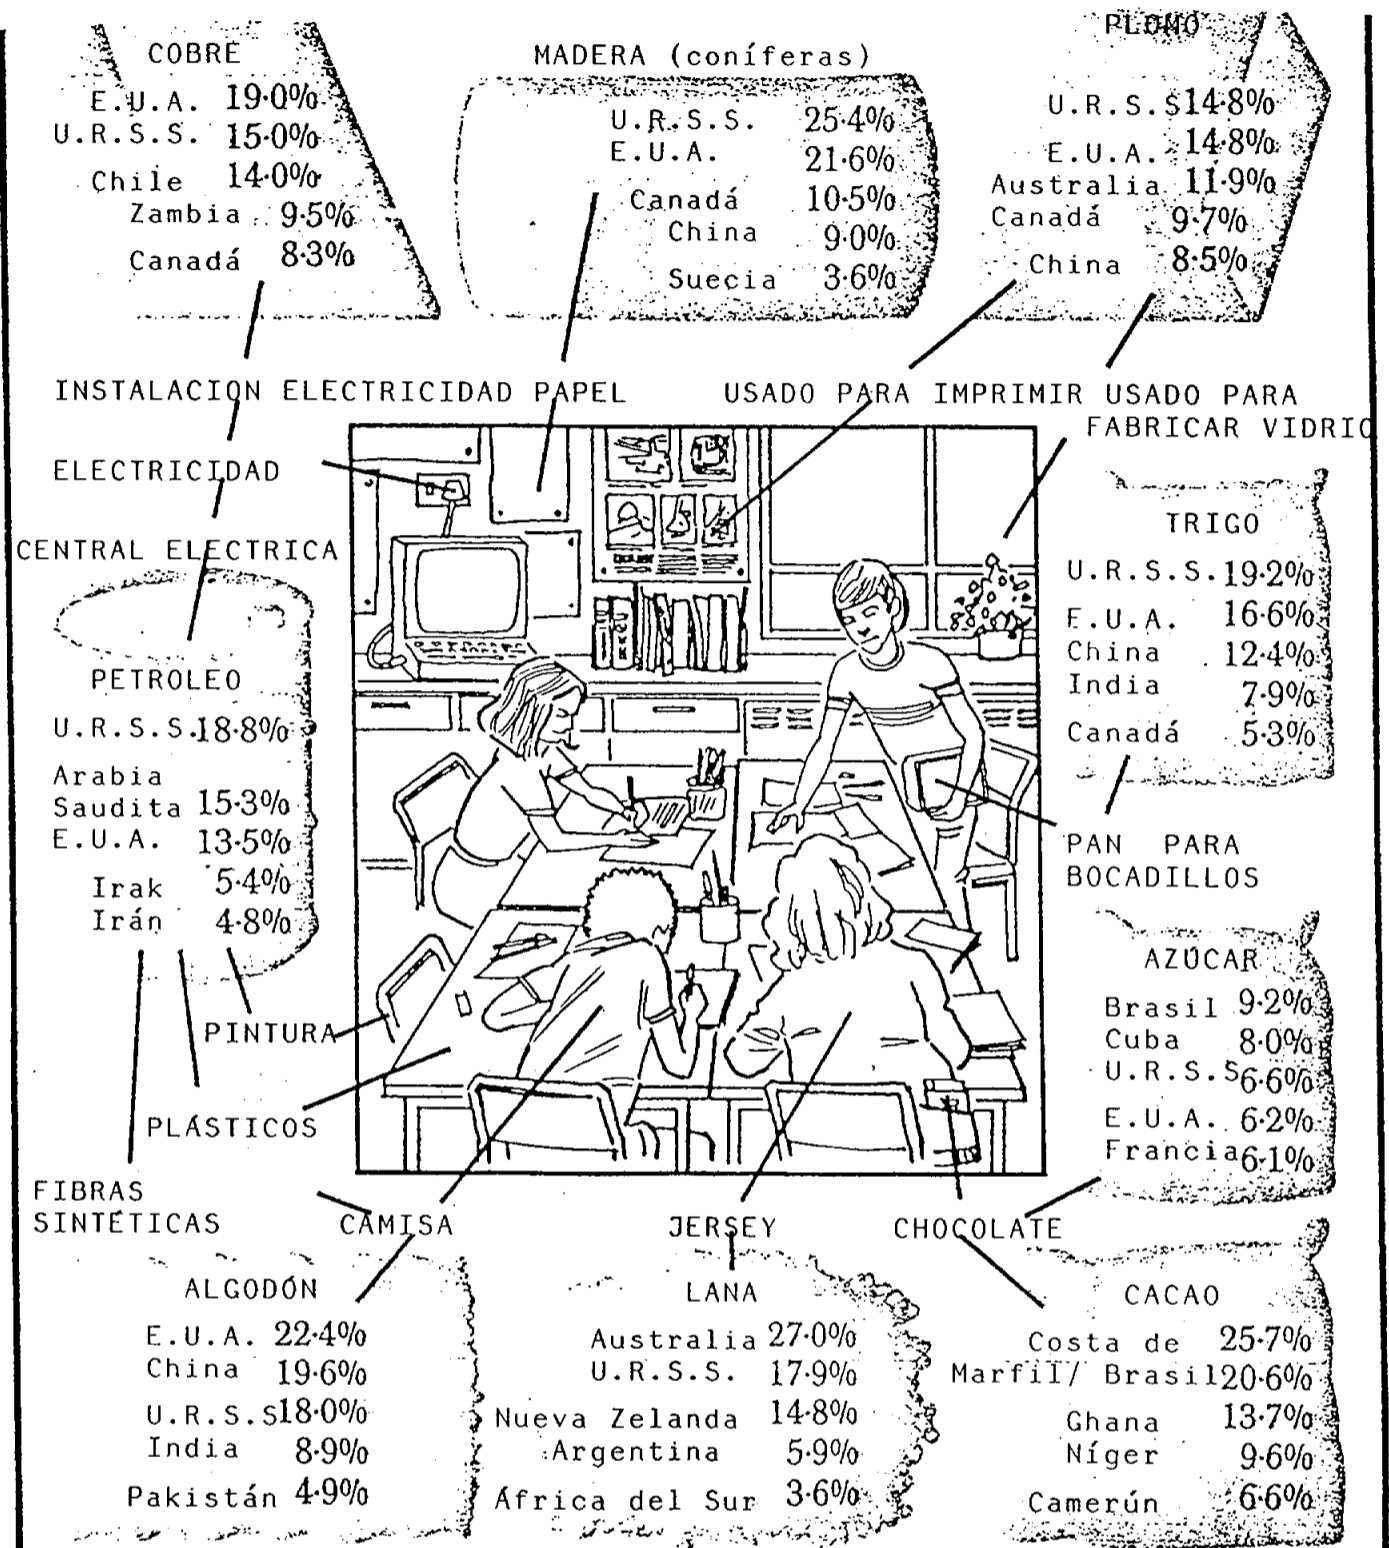 COBRE
E.U.A. 19·0%
U.R.S.S. 15·0%
Chile 14·0%
Zambia 9·5%
Canadá 8·3%
MADERA (coníferas)
U.R.S.S. 25·4%
E.U.A. 21·6%
Canadá 10·5%
China 9·0%
Suecia 3·6%
PLOMO
U.R.S.S 14·8%
E.U.A. 14·8%
Australia 11·9%
Canadá 9·7%
China 8·5%
INSTALACION ELECTRICIDAD PAPEL
USADO PARA IMPRIMIR
USADO PARA
FABRICAR VIDRIO
ELECTRICIDAD
CENTRAL ELECTRICA
PETROLEO
U.R.S.S. 18·8%
Arabia
Saudita 15·3%
E.U.A. 13·5%
Irak 5·4%
Irán 4·8%
TRIGO
U.R.S.S. 19·2%
E.U.A. 16·6%
China 12·4%
India 7·9%
Canadá 5·3%
PAN PARA
BOCADILLOS
AZÚCAR
Brasil 9·2%
Cuba 8·0%
U.R.S.S 6·6%
E.U.A. 6·2%
Francia 6·1%
PINTURA
PLÁSTICOS
FIBRAS
SINTÉTICAS
CAMISA
JERSEY
CHOCOLATE
ALGODÓN
E.U.A. 22·4%
China 19·6%
U.R.S.S 18·0%
India 8·9%
Pakistán 4·9%
LANA
Australia 27·0%
U.R.S.S. 17·9%
Nueva Zelanda 14·8%
Argentina 5·9%
África del Sur 3·6%
CACAO
Costa de 25·7%
Marfil/ Brasil 20·6%
Ghana 13·7%
Níger 9·6%
Camerún 6·6%